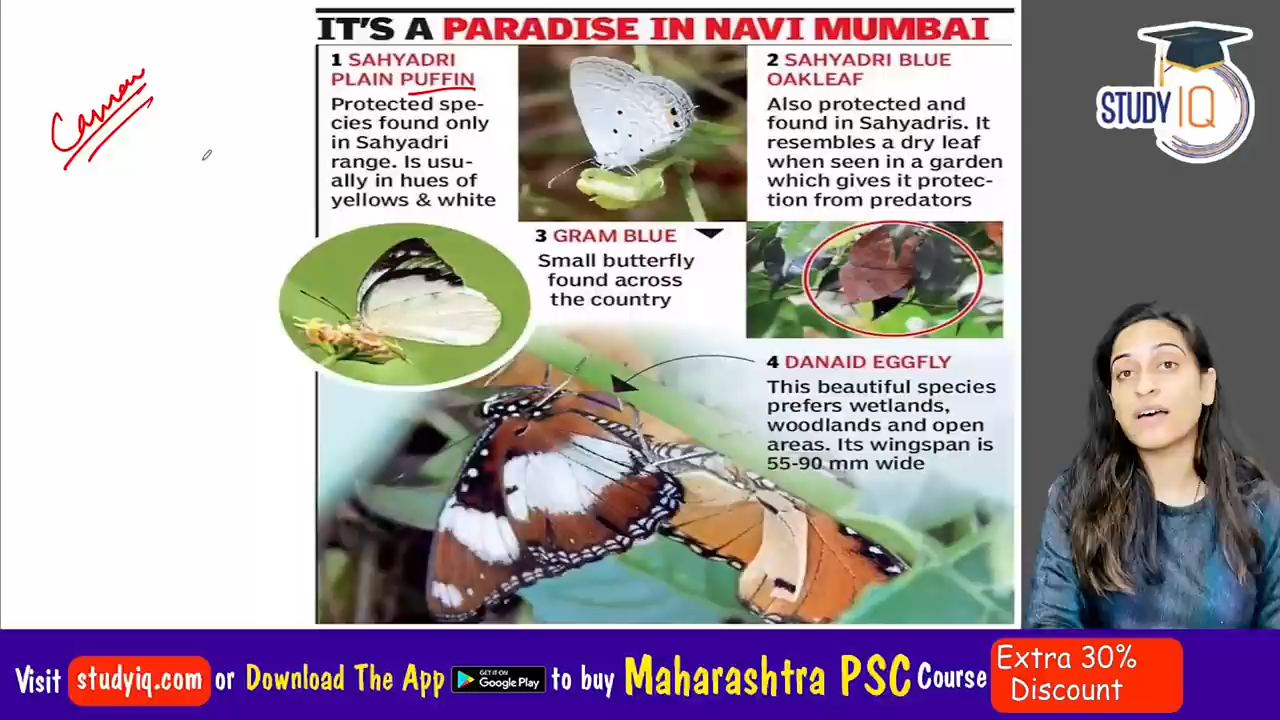 IT'S A PARADISE IN NAVI MUMBAI
1 SAHYADRI
PLAIN PUFFIN
Protected spe-
cies found only
in Sahyadri
range. Is usu-
ally in hues of
yellows & white
2 SAHYADRI BLUE
OAKLEAF
Also protected and
found in Sahyadris. It
resembles a dry leaf
when seen in a garden
which gives it protec-
tion from predators
3 GRAM BLUE
Small butterfly
found across
the country
4 DANAID EGGFLY
This beautiful species
prefers wetlands,
woodlands and open
areas. Its wingspan is
55-90 mm wide
STUDY IQ
Visit studyiq.com or Download The App GET IT ON Google Play to buy Maharashtra PSC Course
Extra 30%
Discount